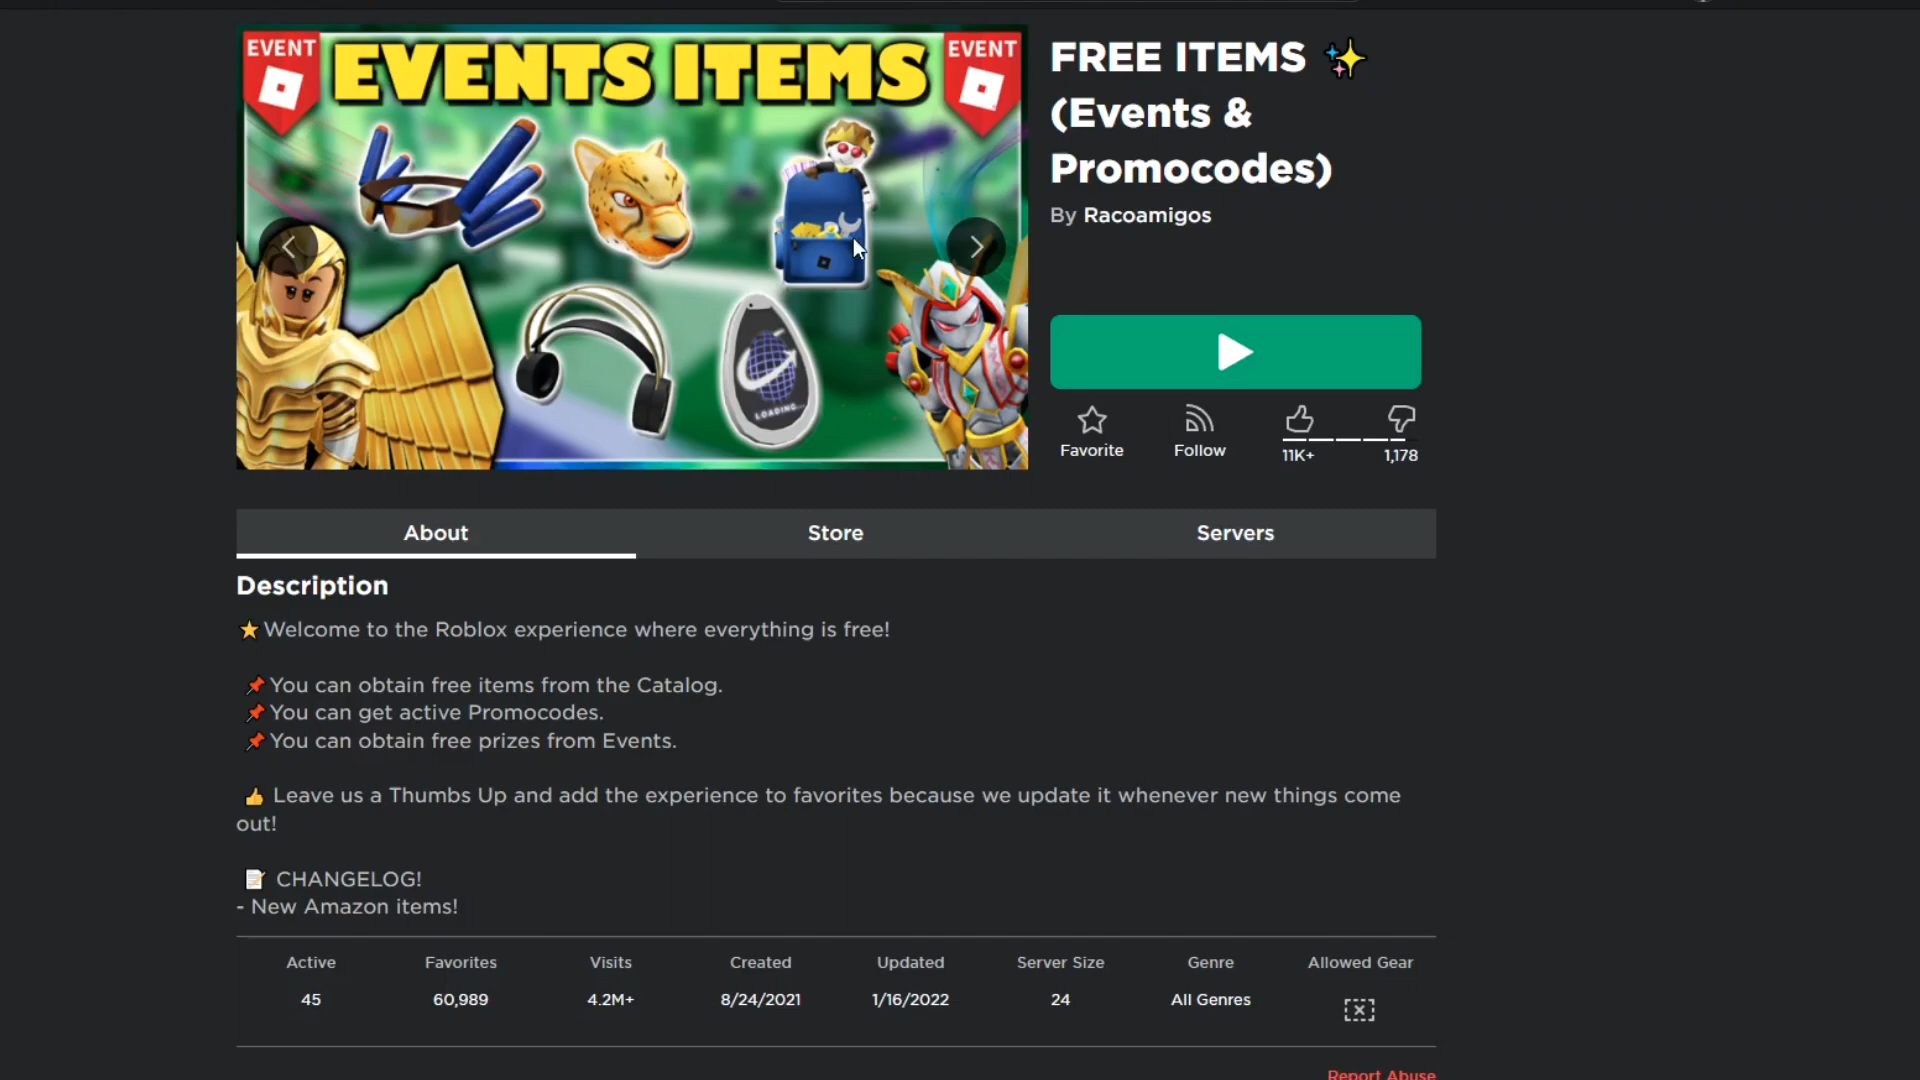 EVENT
EVENTS ITEMS
EVENT
LOADING...
FREE ITEMS ✨
(Events &
Promocodes)
By Racoamigos
Favorite
Follow
11K+
1,178
About
Store
Servers
Description
⭐Welcome to the Roblox experience where everything is free!
📌You can obtain free items from the Catalog.
📌You can get active Promocodes.
📌You can obtain free prizes from Events.
👍 Leave us a Thumbs Up and add the experience to favorites because we update it whenever new things come
out!
📝 CHANGELOG!
- New Amazon items!
Active
Favorites
Visits
Created
Updated
Server Size
Genre
Allowed Gear
45
60,989
4.2M+
8/24/2021
1/16/2022
24
All Genres
Report Abuse